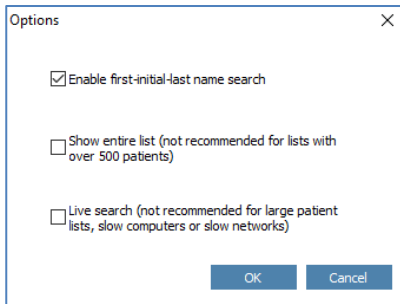 Options
Enable first-initial-last name search
Show entire list (not recommended for lists with
over 500 patients)
Live search (not recommended for large patient
lists, slow computers or slow networks)
OK
Cancel